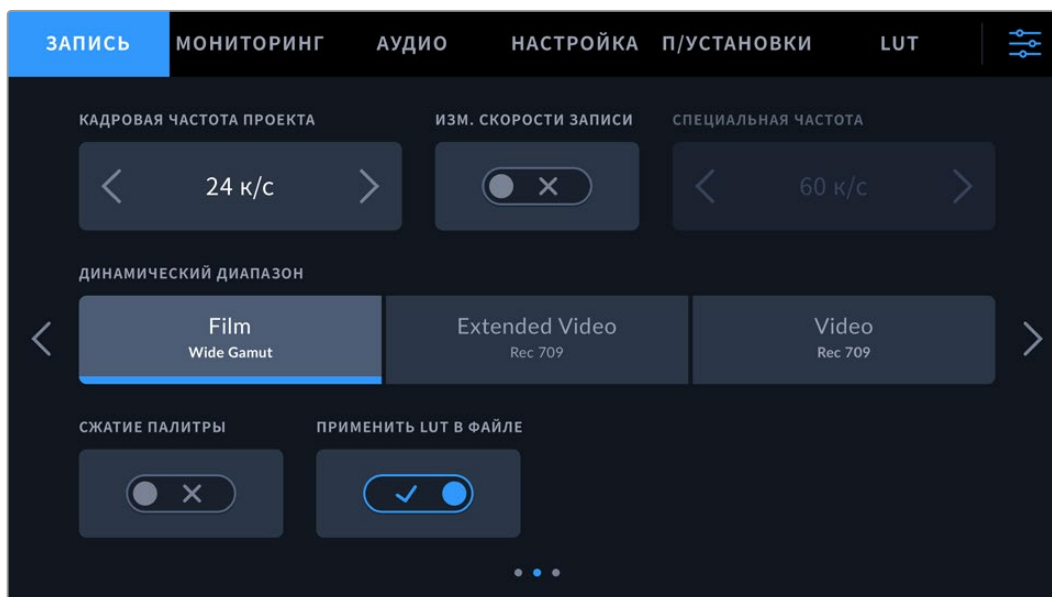 ЗАПИСЬ МОНИТОРИНГ АУДИО НАСТРОЙКА П/УСТАНОВКИ LUT
КАДРОВАЯ ЧАСТОТА ПРОЕКТА ИЗМ. СКОРОСТИ ЗАПИСИ СПЕЦИАЛЬНАЯ ЧАСТОТА
24 к/с 60 к/с
ДИНАМИЧЕСКИЙ ДИАПАЗОН
Film Extended Video Video
Wide Gamut Rec 709 Rec 709
СЖАТИЕ ПАЛИТРЫ ПРИМЕНИТЬ LUT В ФАЙЛЕ